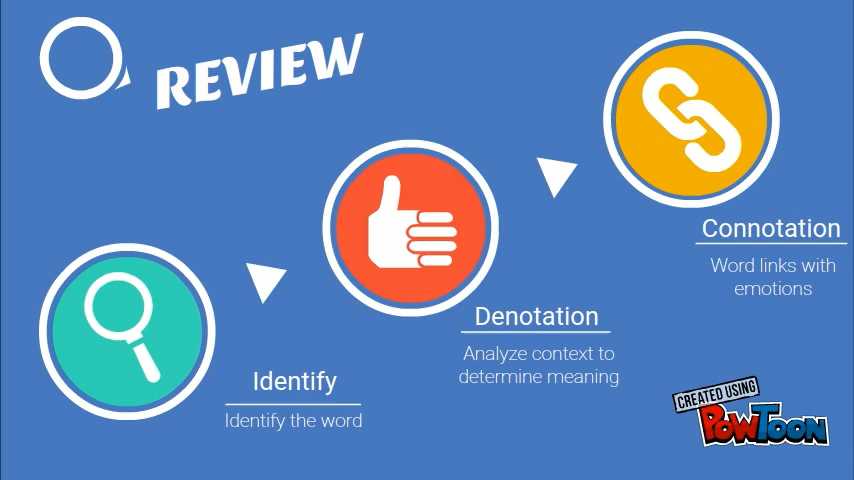 REVIEW
Identify
Identify the word
Denotation
Analyze context to
determine meaning
Connotation
Word links with
emotions
CREATED USING
POWTOON